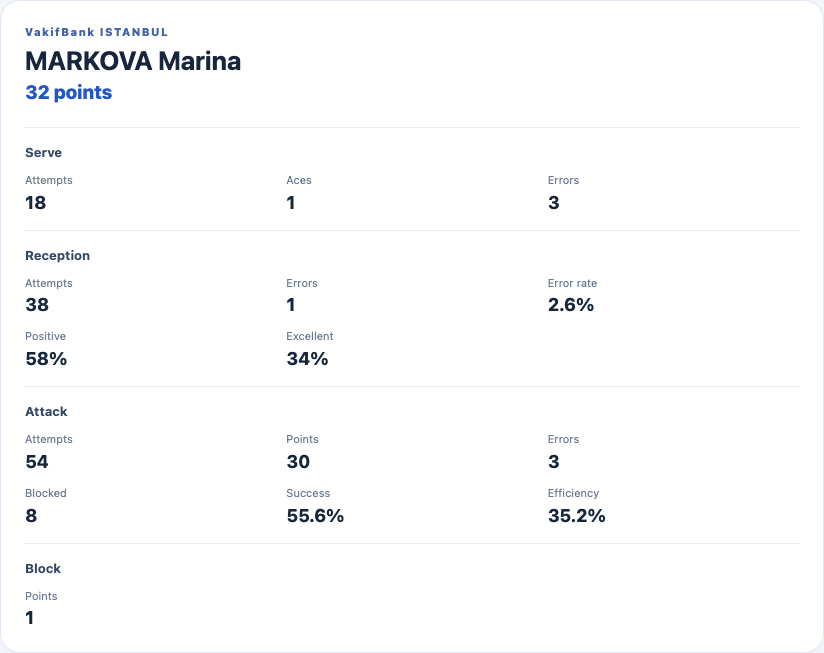 VakifBank ISTANBUL
MARKOVA Marina
32 points
Serve
Attempts Aces Errors
18 1 3
Reception
Attempts Errors Error rate
38 1 2.6%
Positive Excellent
58% 34%
Attack
Attempts Points Errors
54 30 3
Blocked Success Efficiency
8 55.6% 35.2%
Block
Points
1